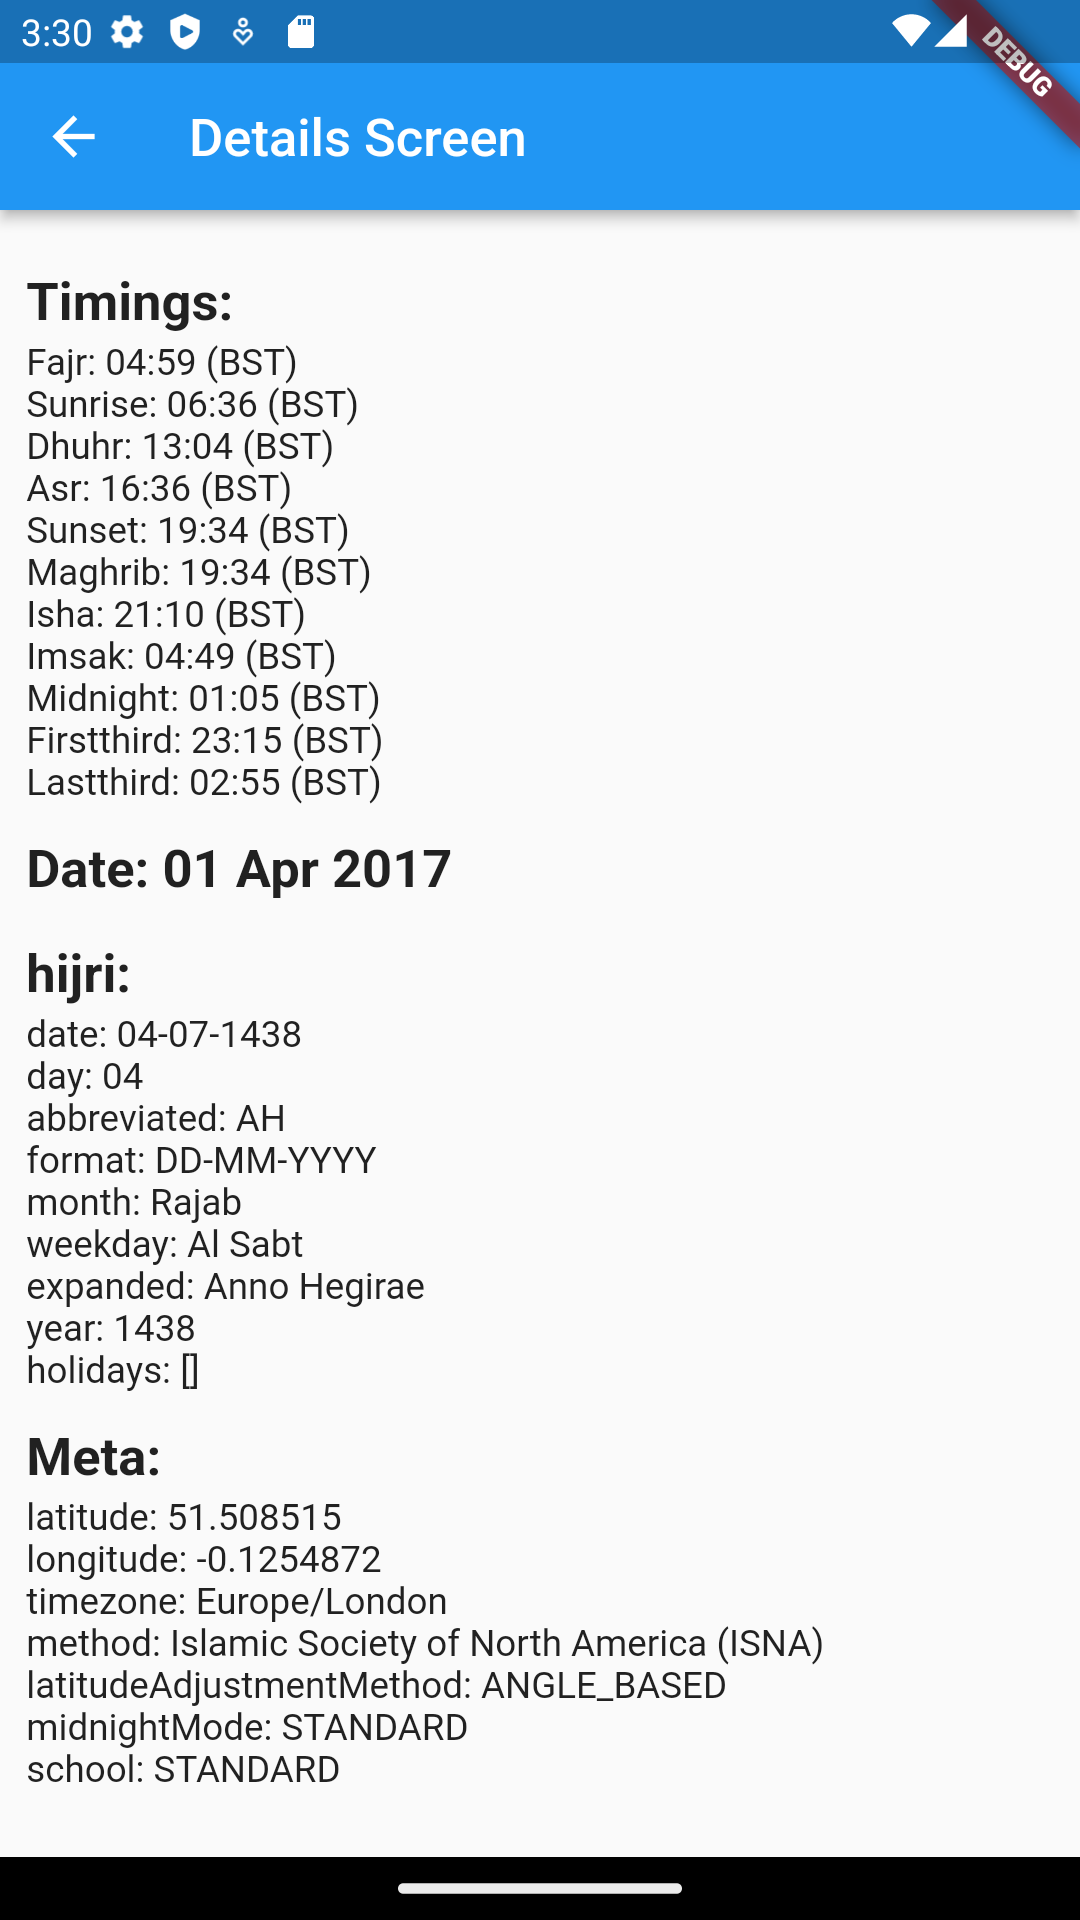 3:30
DEBUG
Details Screen
Timings:
Fajr: 04:59 (BST)
Sunrise: 06:36 (BST)
Dhuhr: 13:04 (BST)
Asr: 16:36 (BST)
Sunset: 19:34 (BST)
Maghrib: 19:34 (BST)
Isha: 21:10 (BST)
Imsak: 04:49 (BST)
Midnight: 01:05 (BST)
Firstthird: 23:15 (BST)
Lastthird: 02:55 (BST)
Date: 01 Apr 2017
hijri:
date: 04-07-1438
day: 04
abbreviated: AH
format: DD-MM-YYYY
month: Rajab
weekday: Al Sabt
expanded: Anno Hegirae
year: 1438
holidays: []
Meta:
latitude: 51.508515
longitude: -0.1254872
timezone: Europe/London
method: Islamic Society of North America (ISNA)
latitudeAdjustmentMethod: ANGLE_BASED
midnightMode: STANDARD
school: STANDARD